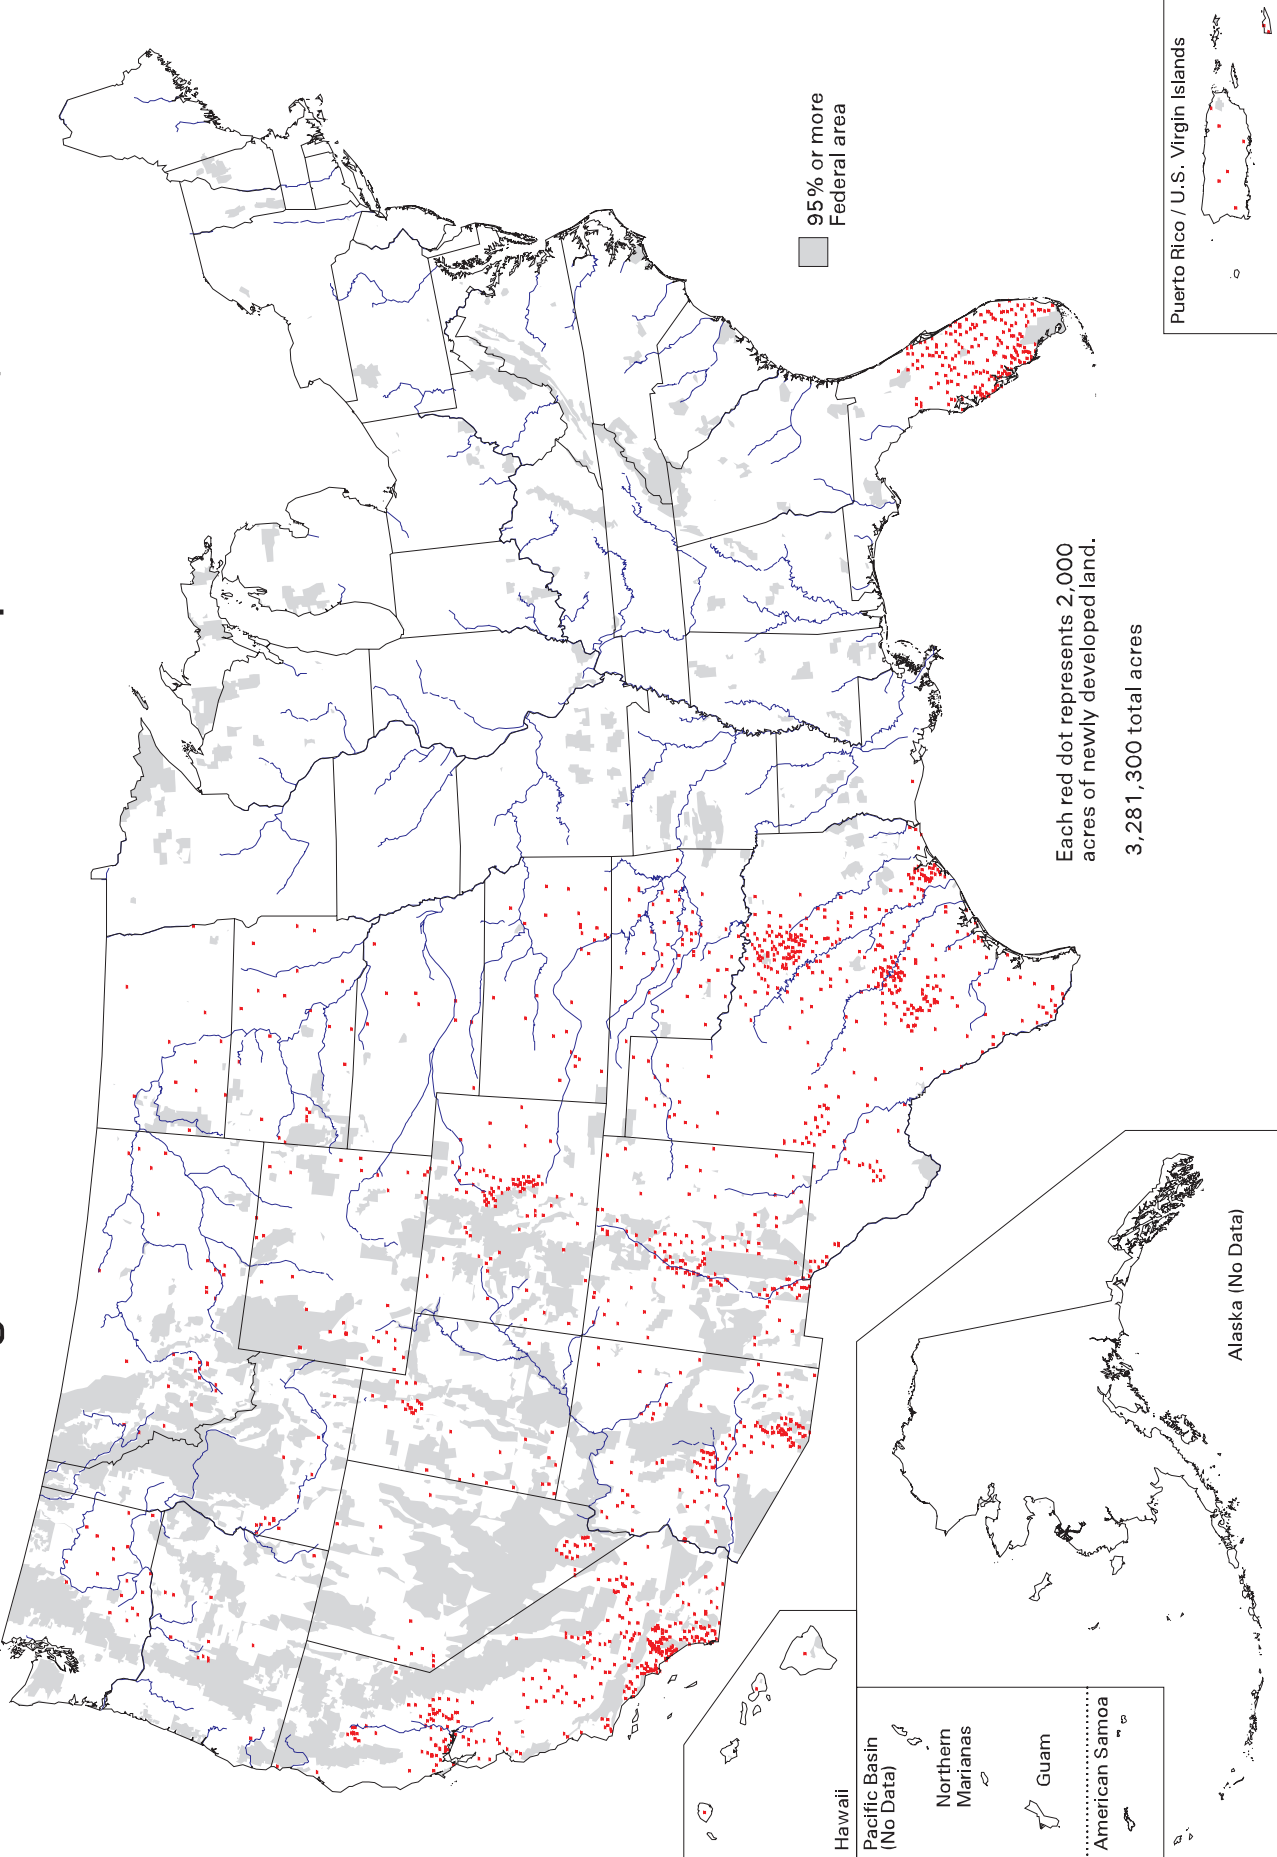 95% or more
Federal area
Puerto Rico / U.S. Virgin Islands
Each red dot represents 2,000
acres of newly developed land.
3,281,300 total acres
Alaska (No Data)
Hawaii
Pacific Basin
(No Data)
Northern
Marianas
Guam
American Samoa